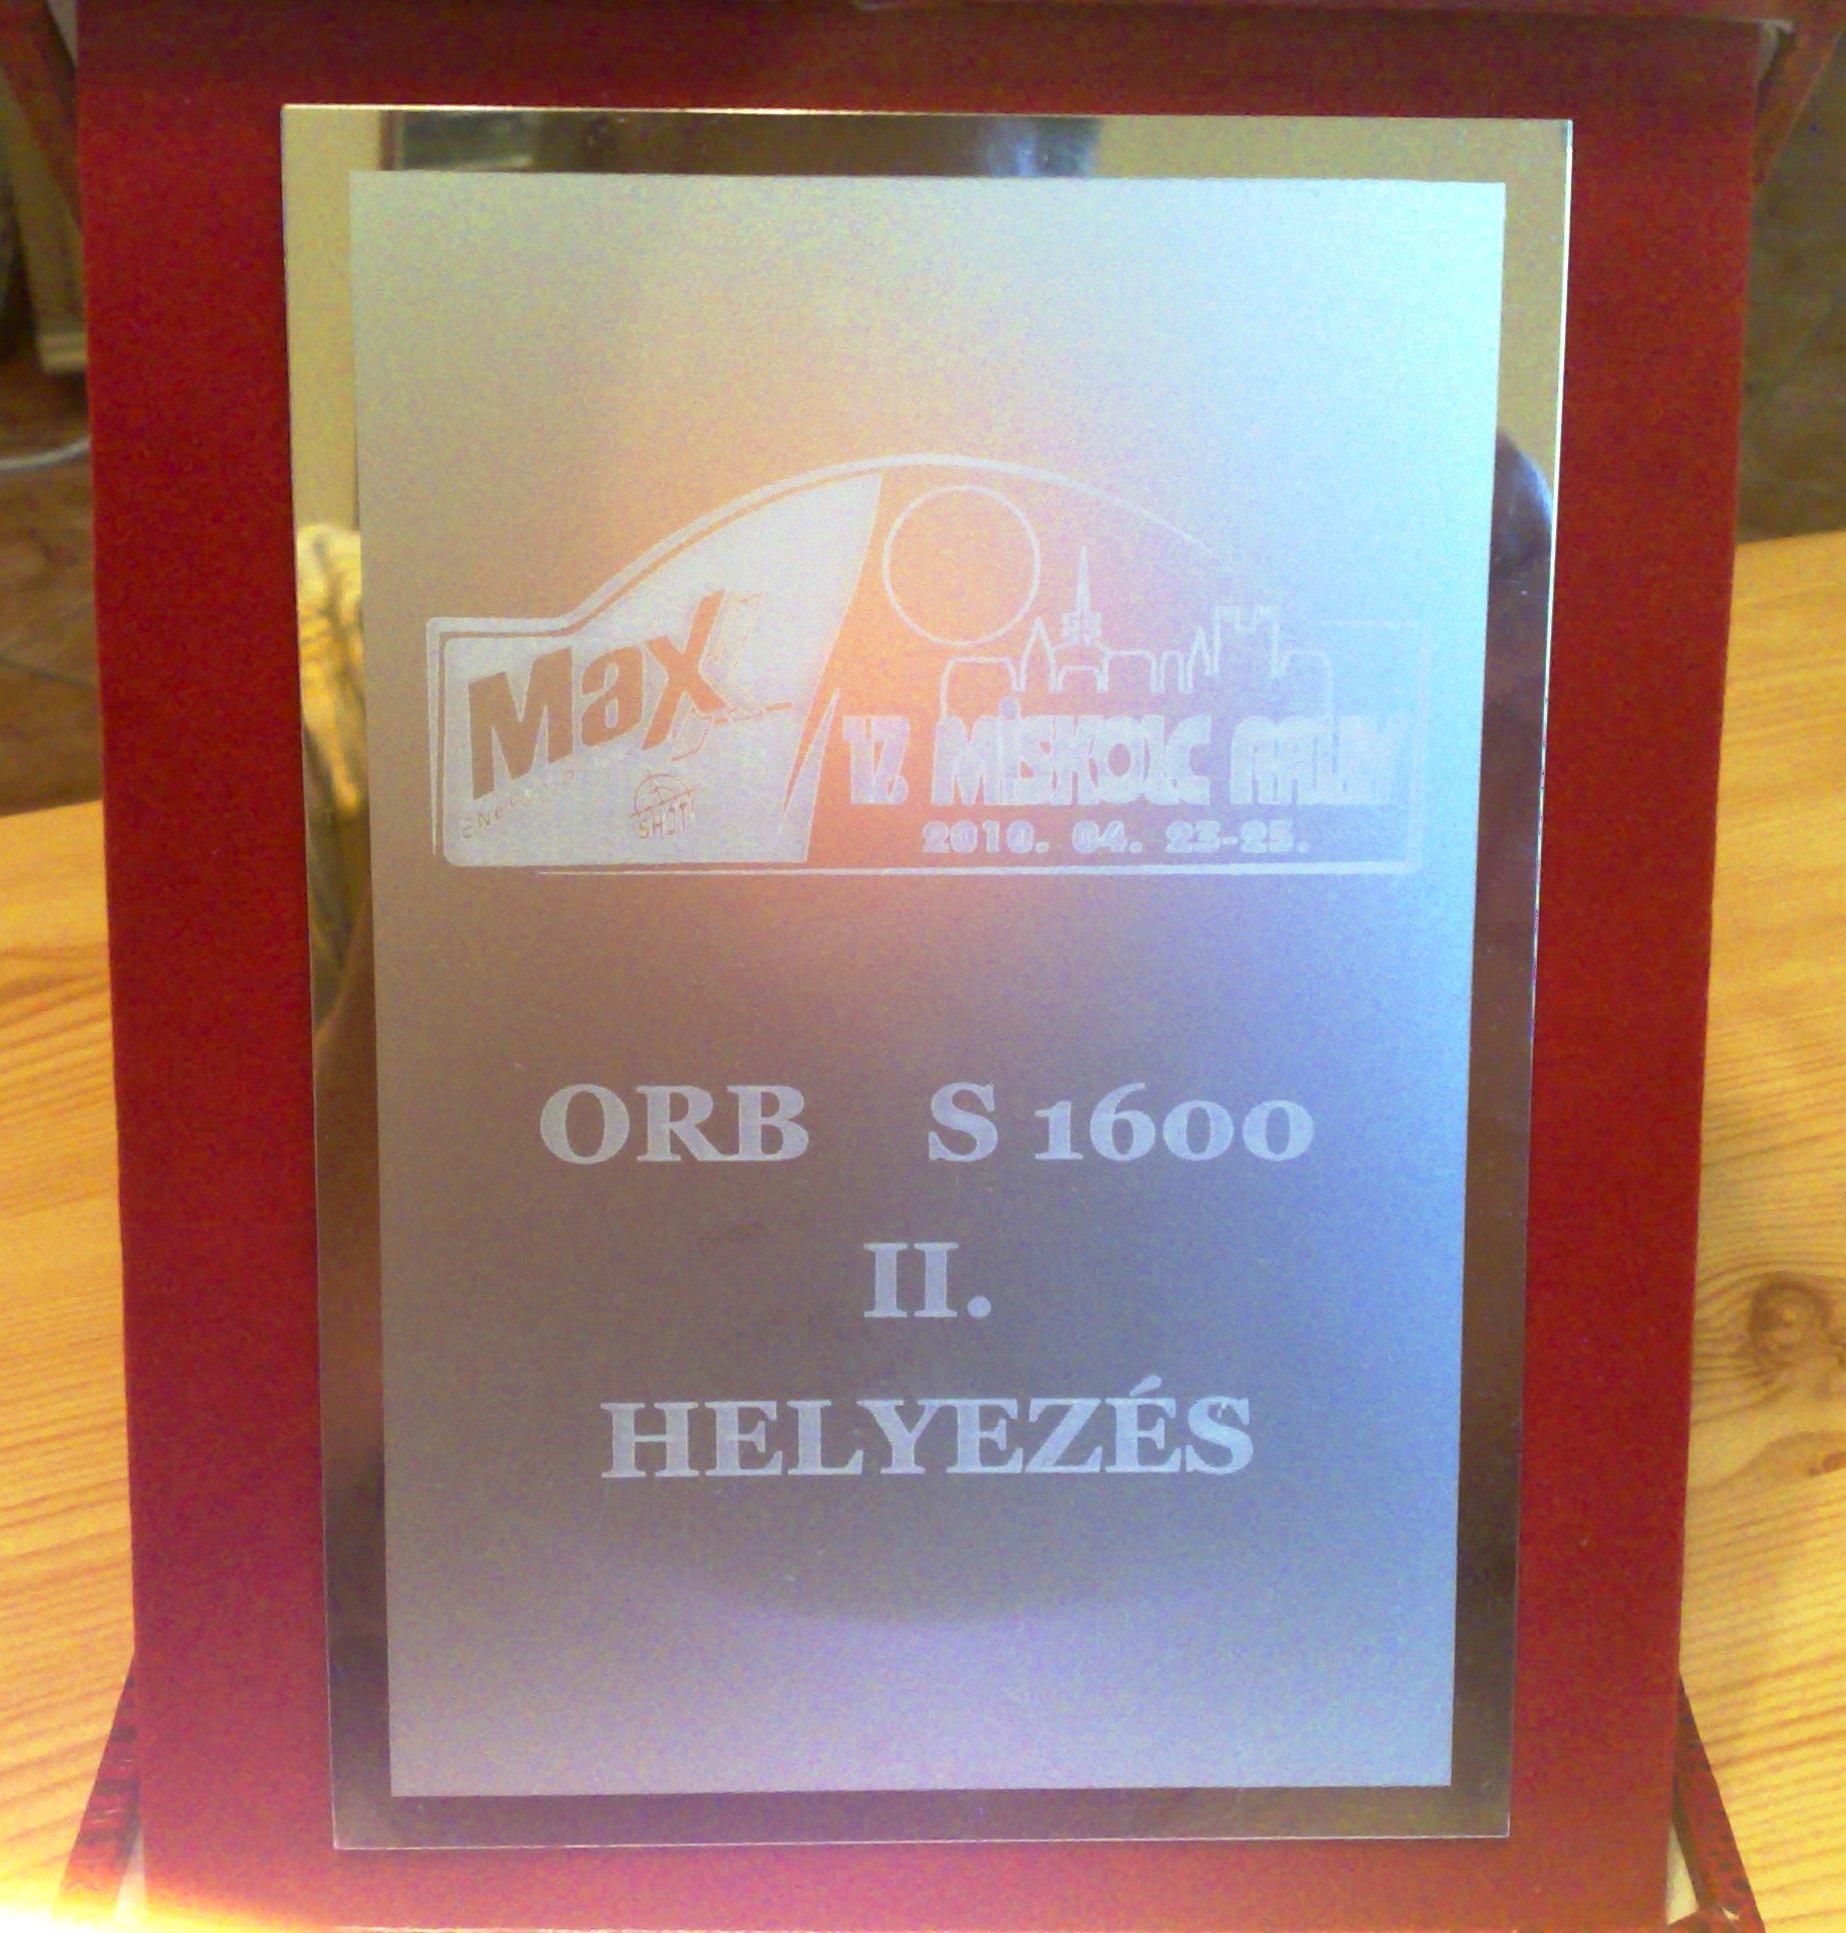 Max
SHOT
17. MISKOLC RALLY
2010. 04. 23-25.
ORB S 1600
II.
HELYEZÉS